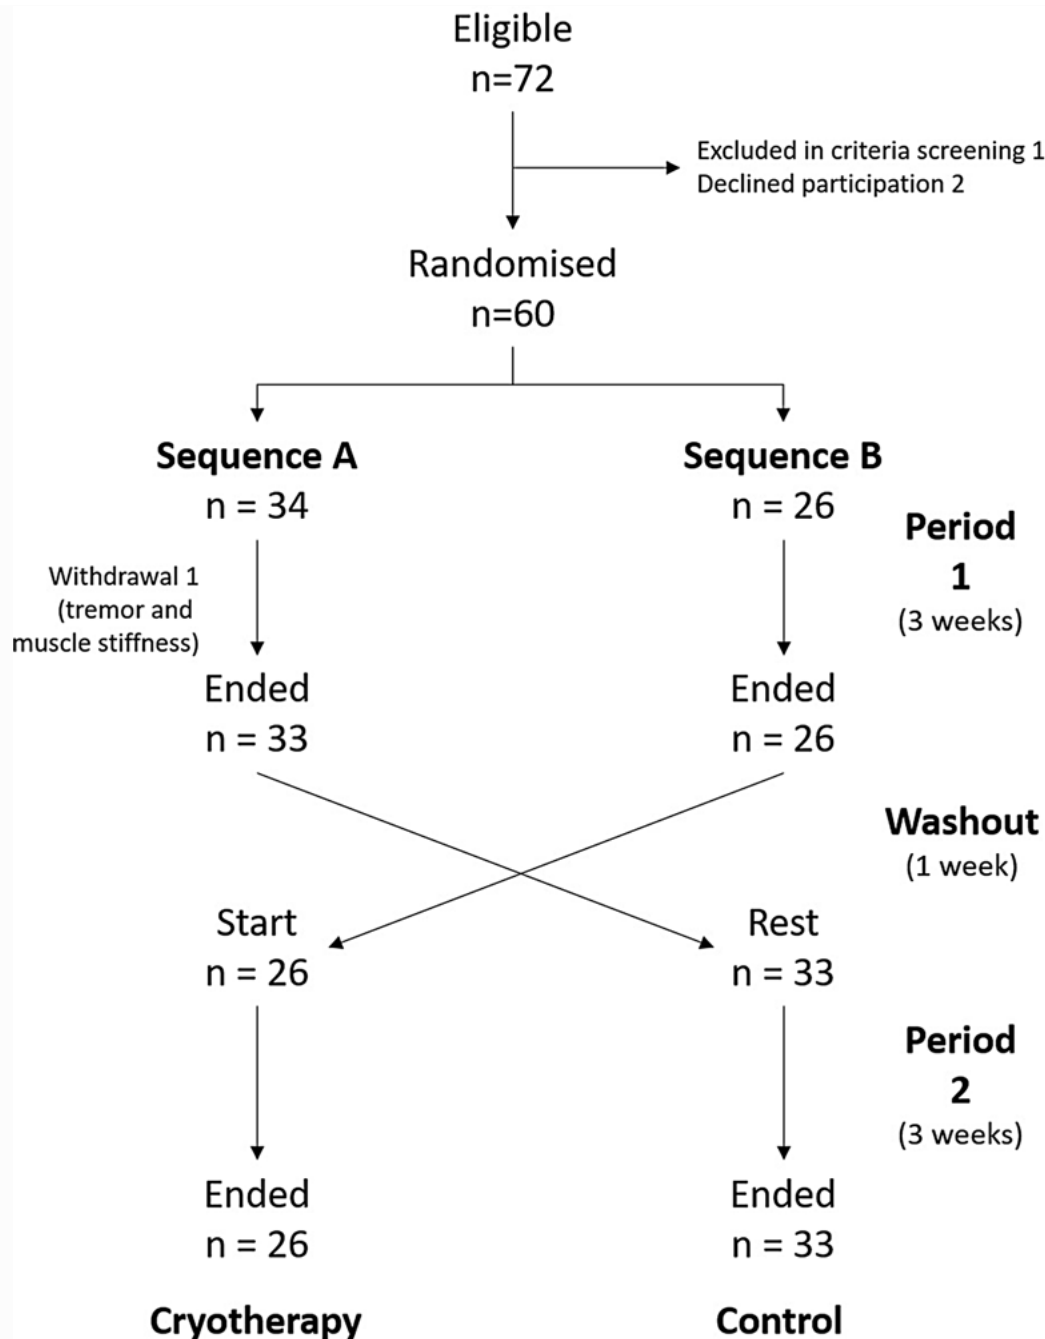 Eligible
n=72
Excluded in criteria screening 1
Declined participation 2
Randomised
n=60
Sequence A
n = 34
Sequence B
n = 26
Period
1
(3 weeks)
Withdrawal 1
(tremor and
muscle stiffness)
Ended
n = 33
Ended
n = 26
Washout
(1 week)
Start
n = 26
Rest
n = 33
Period
2
(3 weeks)
Ended
n = 26
Ended
n = 33
Cryotherapy
Control